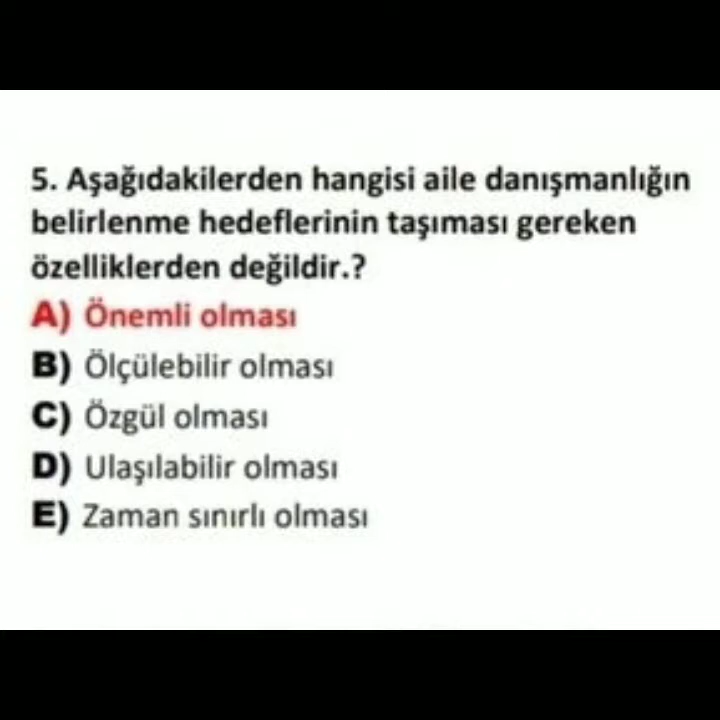 5. Aşağıdakilerden hangisi aile danışmanlığın
belirlenme hedeflerinin taşıması gereken
özelliklerden değildir.?
A) Önemli olması
B) Ölçülebilir olması
C) Özgül olması
D) Ulaşılabilir olması
E) Zaman sınırlı olması